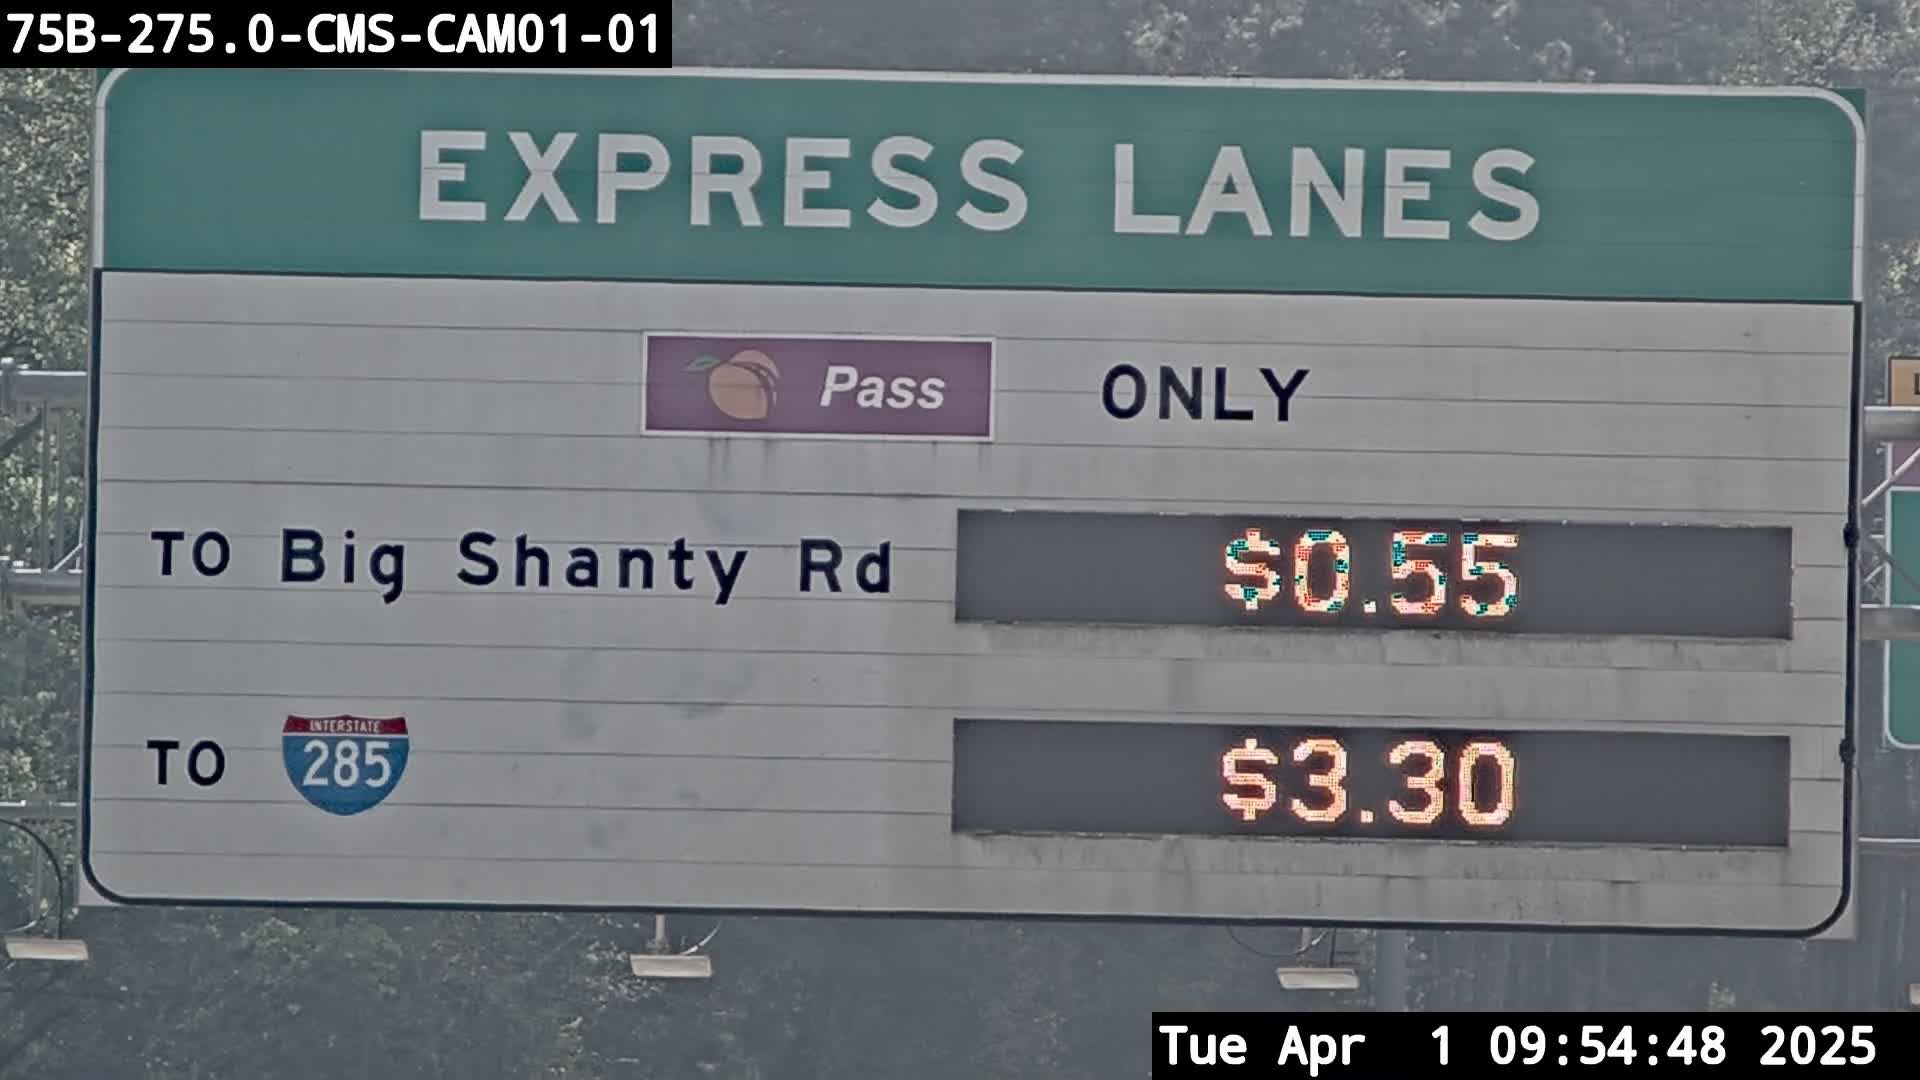 75B-275.0-CMS-CAM01-01
EXPRESS LANES
Pass ONLY
TO Big Shanty Rd $0.55
INTERSTATE
TO 285 $3.30
Tue Apr 1 09:54:48 2025